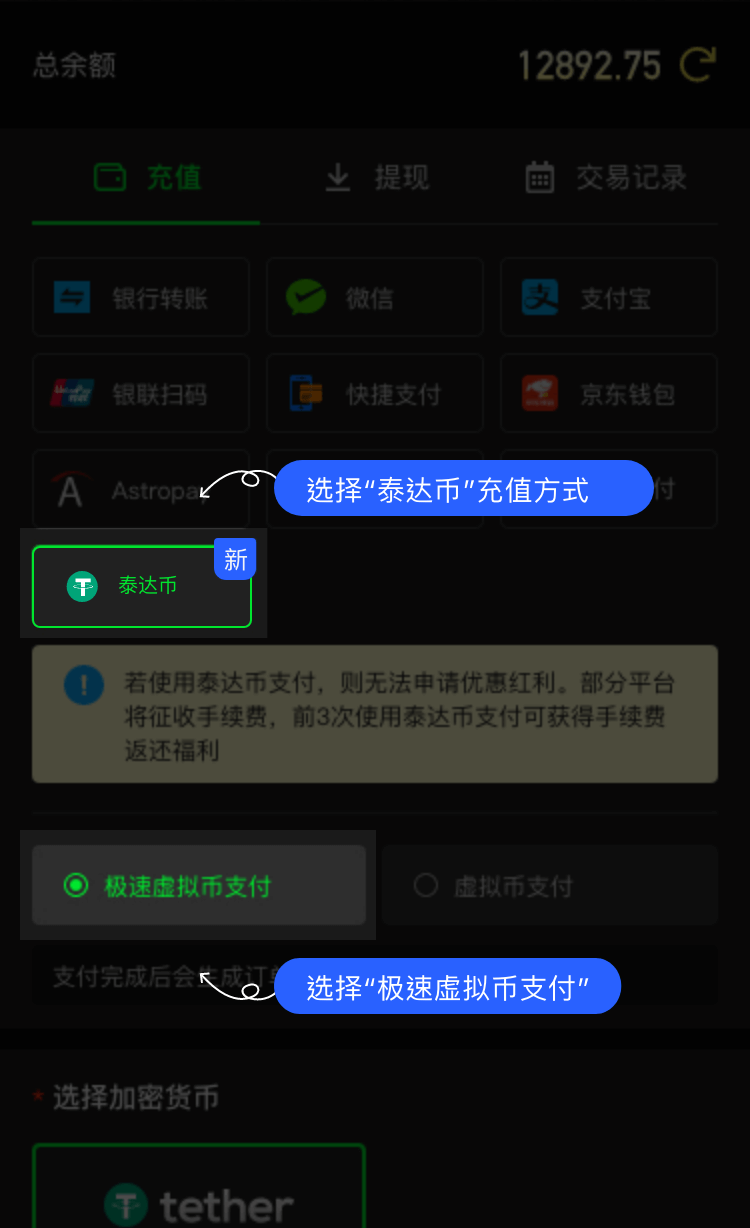 总余额
12892.75
充值
提现
交易记录
银行转账
微信
支付宝
银联扫码
快捷支付
京东钱包
Astropay
选择“泰达币”充值方式
付
新
泰达币
若使用泰达币支付，则无法申请优惠红利。部分平台
将征收手续费，前3次使用泰达币支付可获得手续费
返还福利
极速虚拟币支付
虚拟币支付
支付完成后会生成订单
选择“极速虚拟币支付”
* 选择加密货币
tether